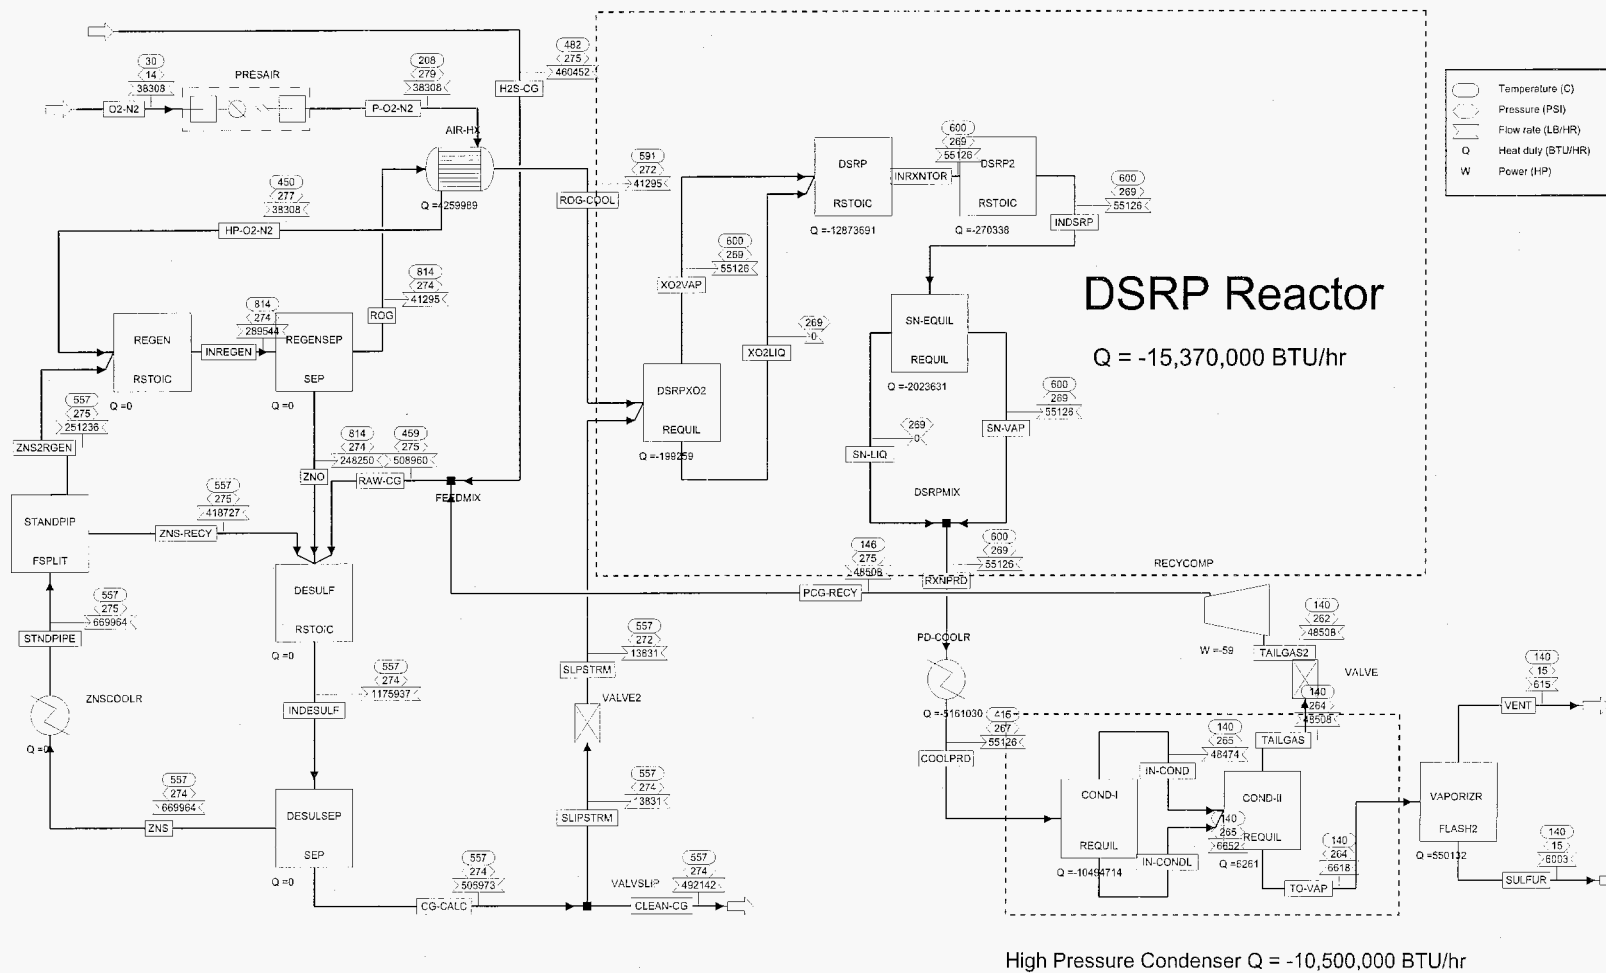 482
275
460452
H2S-CG
30
14
38308
O2-N2
PRESAIR
208
279
38308
P-O2-N2
AIR-HX
Q =4259989
Temperature (C)
Pressure (PSI)
Flow rate (LB/HR)
Q Heat duty (BTU/HR)
W Power (HP)
450
277
38308
HP-O2-N2
591
272
41295
ROG-COOL
DSRP
RSTOIC
Q =-12873691
600
269
55126
INRXNTOR
DSRP2
RSTOIC
Q =-270338
600
269
55126
INDSRP
600
269
55126
XO2VAP
814
274
41295
ROG
814
274
289544
INREGEN
REGEN
RSTOIC
Q =0
REGENSEP
SEP
Q =0
SN-EQUIL
REQUIL
Q =-2023631
DSRP Reactor
Q = -15,370,000 BTU/hr
269
0
XO2LIQ
DSRPXO2
REQUIL
Q =-199259
557
275
251236
ZNS2RGEN
814
274
248250
ZNO
459
275
508960
RAW-CG
FEEDMIX
269
0
SN-LIQ
600
269
55126
SN-VAP
DSRPMIX
STANDPIP
FSPLIT
557
275
418727
ZNS-RECY
DESULF
RSTOIC
Q =0
146
275
48508
PCG-RECY
600
269
55126
RXNPRD
RECYCOMP
W =-59
140
262
48508
TAILGAS2
VALVE
557
275
669964
STNDPIPE
557
272
13831
SLPSTRM
VALVE2
PD-COOLR
Q =-5161030
ZNSCOOLR
Q =0
557
274
1175937
INDESULF
416
267
55126
COOLPRD
140
265
48474
IN-COND
140
264
48508
TAILGAS
140
15
615
VENT
557
274
669964
ZNS
DESULSEP
SEP
Q =0
557
274
13831
SLIPSTRM
COND-I
REQUIL
Q =-10494714
140
265
6652
IN-CONDL
COND-II
REQUIL
Q =6261
140
264
6618
TO-VAP
VAPORIZR
FLASH2
Q =550132
140
15
6003
SULFUR
557
274
505973
CG-CALC
VALVSLIP
557
274
492142
CLEAN-CG
High Pressure Condenser Q = -10,500,000 BTU/hr